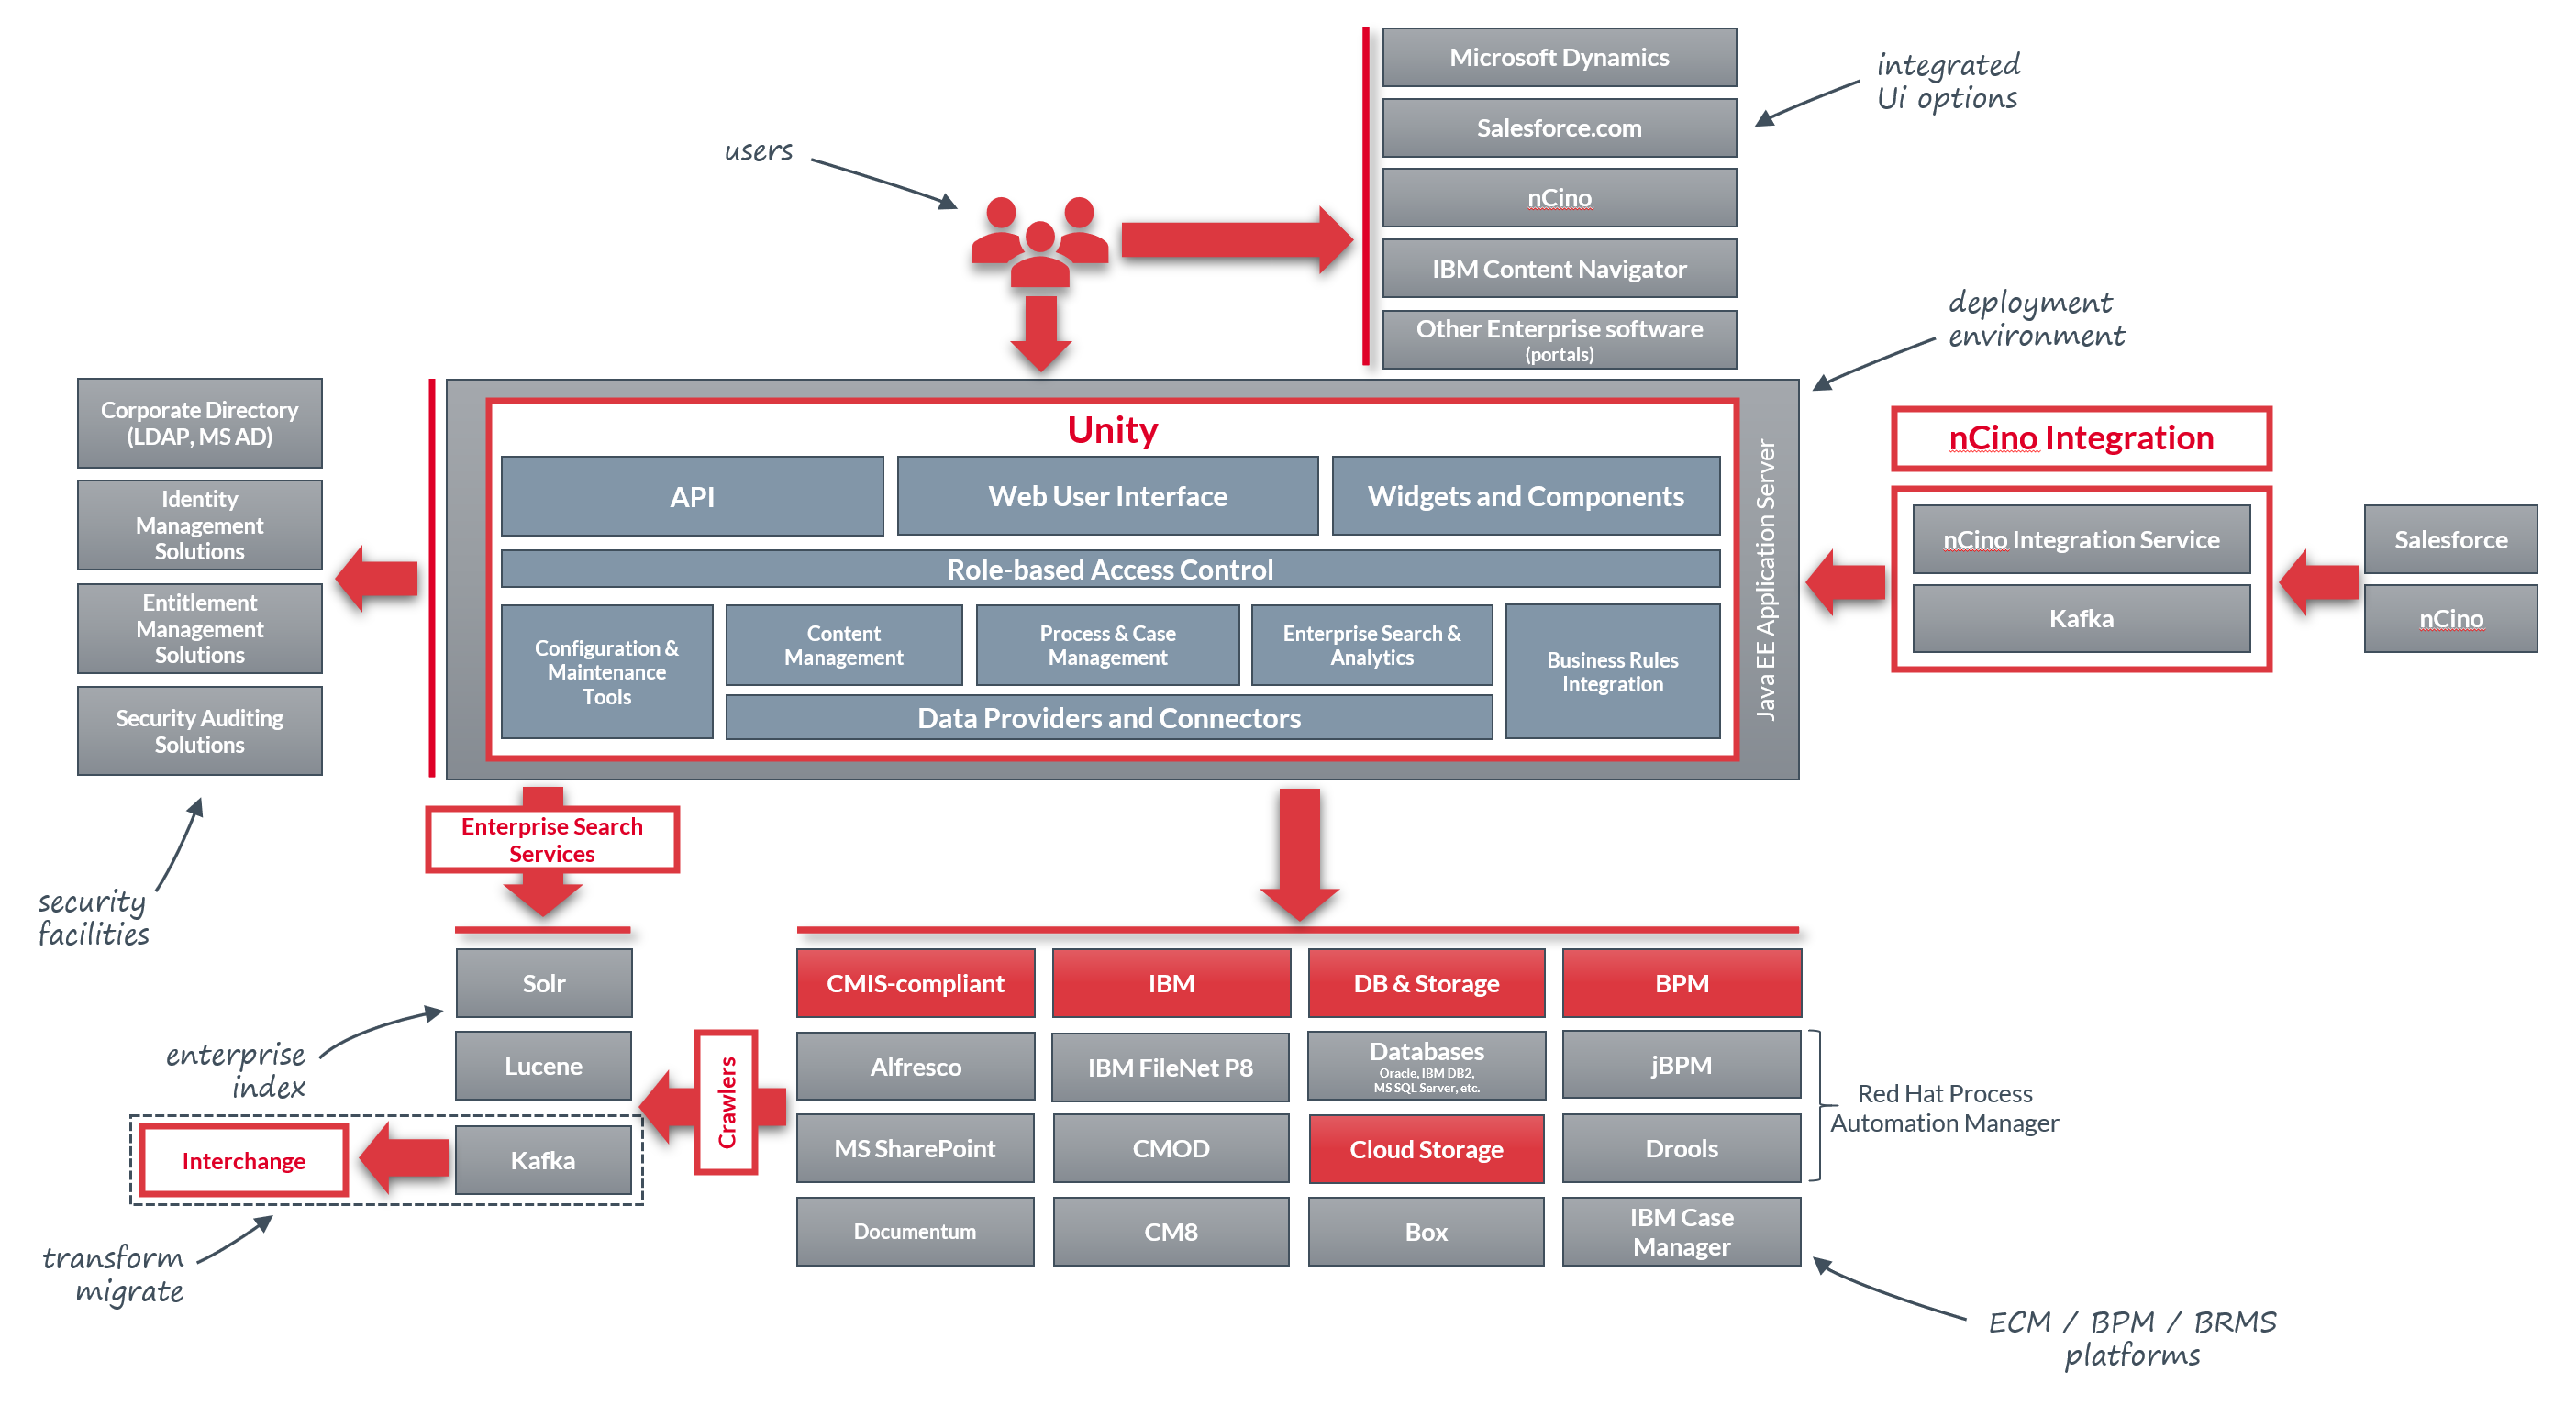 Microsoft Dynamics
Salesforce.com
nCino
IBM Content Navigator
Other Enterprise software
(portals)
integrated
Ui options
users
deployment
environment
Corporate Directory
(LDAP, MS AD)
Identity
Management
Solutions
Entitlement
Management
Solutions
Security Auditing
Solutions
security
facilities
Unity
API
Web User Interface
Widgets and Components
Role-based Access Control
Configuration &
Maintenance
Tools
Content
Management
Process & Case
Management
Enterprise Search &
Analytics
Business Rules
Integration
Data Providers and Connectors
Java EE Application Server
nCino Integration
nCino Integration Service
Kafka
Salesforce
nCino
Enterprise Search
Services
Solr
Lucene
Kafka
Interchange
enterprise
index
transform
migrate
Crawlers
CMIS-compliant
Alfresco
MS SharePoint
Documentum
IBM
IBM FileNet P8
CMOD
CM8
DB & Storage
Databases
Oracle, IBM DB2,
MS SQL Server, etc.
Cloud Storage
Box
BPM
jBPM
Drools
IBM Case
Manager
Red Hat Process
Automation Manager
ECM / BPM / BRMS
platforms